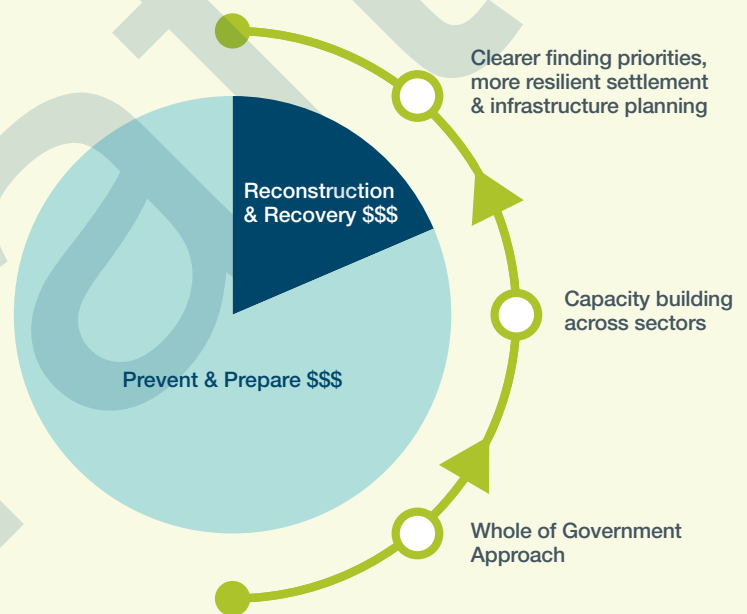 Clearer finding priorities,
more resilient settlement
& infrastructure planning
Reconstruction
& Recovery $$$
Capacity building
across sectors
Prevent & Prepare $$$
Whole of Government
Approach